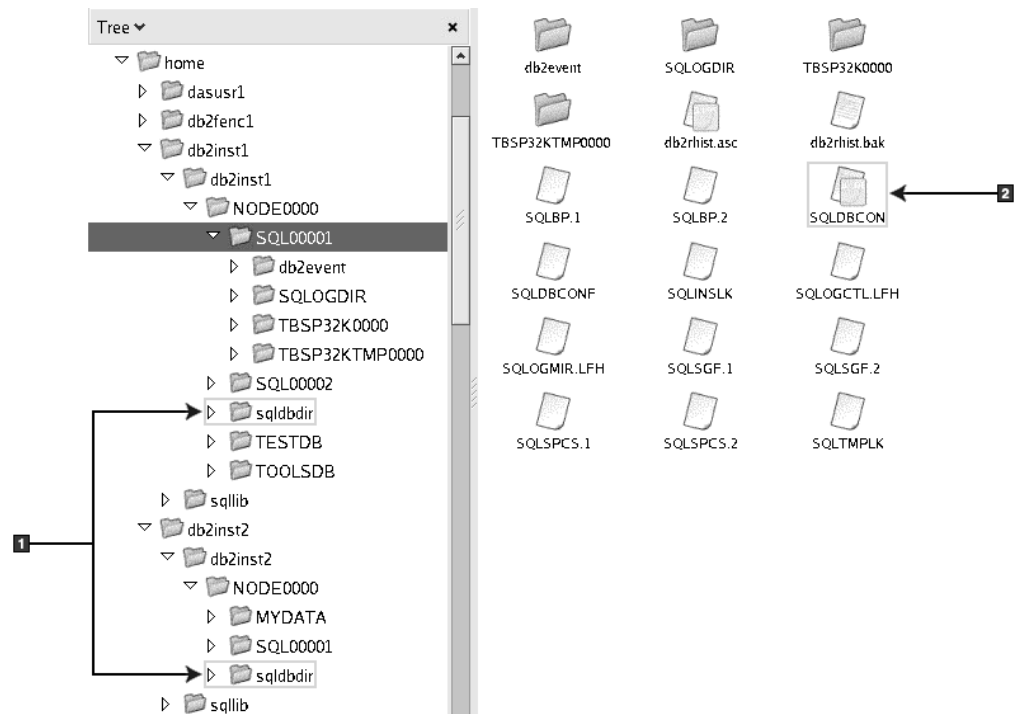 Tree
home
dasusr1
db2fenc1
db2inst1
db2inst1
NODE0000
SQL00001
db2event
SQLOGDIR
TBSP32K0000
TBSP32KTMP0000
SQL00002
sqldbdir
TESTDB
TOOLSDB
sqllib
db2inst2
db2inst2
NODE0000
MYDATA
SQL00001
sqldbdir
sqllib
1
db2event SQLOGDIR TBSP32K0000
TBSP32KTMP0000 db2rhist.asc db2rhist.bak
SQLBP.1 SQLBP.2 SQLDBCON
2
SQLDBCONF SQLINSLK SQLOGCTL.LFH
SQLOGMIR.LFH SQLSGF.1 SQLSGF.2
SQLSPCS.1 SQLSPCS.2 SQLTMPLK